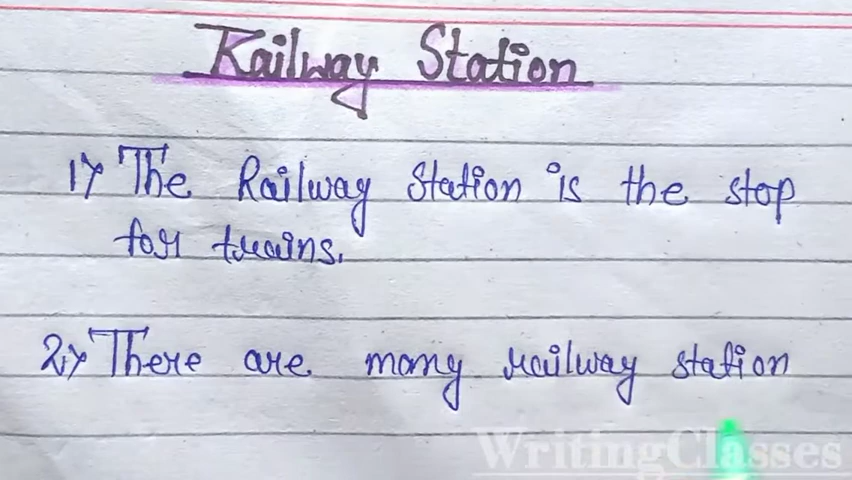 Railway Station
1) The Railway Station is the stop
for trains.
2) There are many railway station
WritingClasses